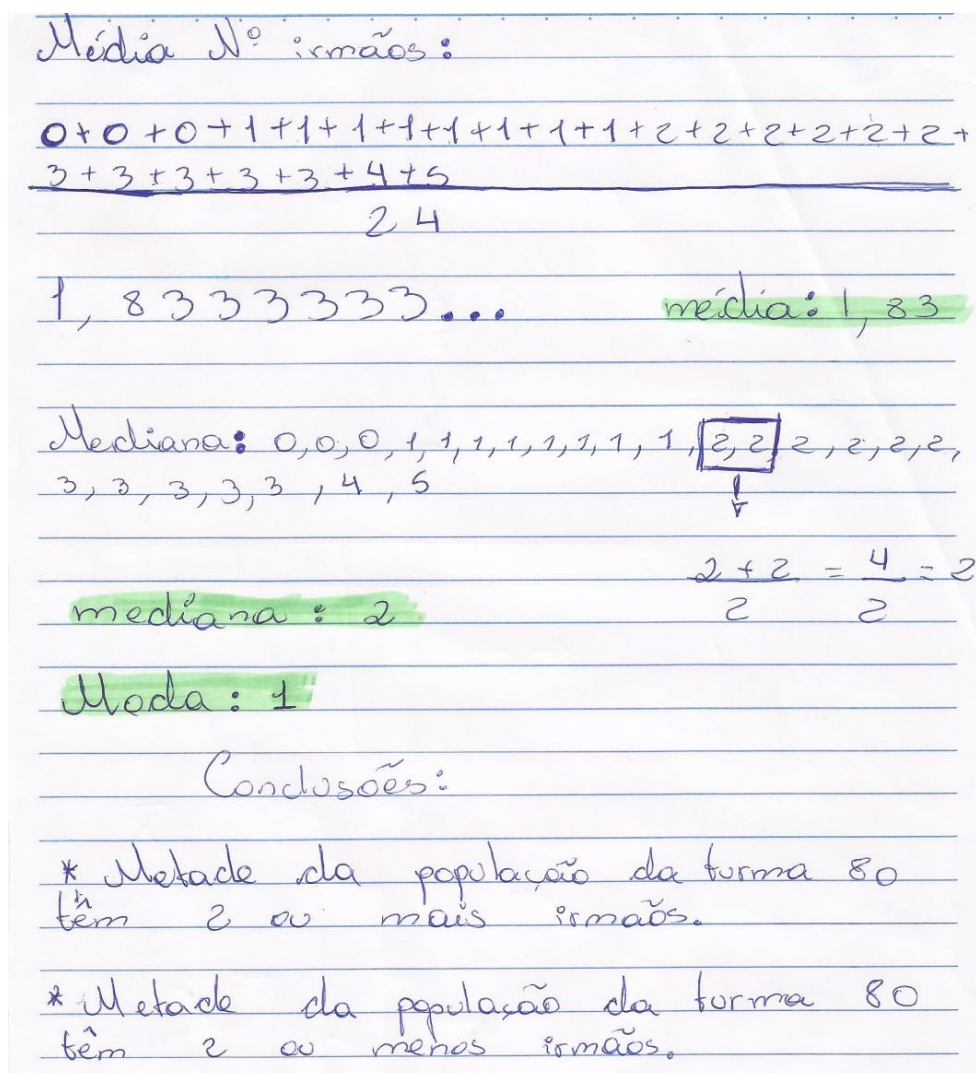 Média Nº irmãos:
0+0+0+1+1+1+1+1+1+1+1+2+2+2+2+2+2+
3+3+3+3+3+4+5
24
1,8333333... média: 1,83
Mediana: 0,0,0,1,1,1,1,1,1,1,1,2,2,2,2,2,2,
3,3,3,3,3,4,5
2+2 = 4 = 2
2 2
mediana: 2
Moda: 1
Conclusões:
* Metade da população da turma 80
têm 2 ou mais irmãos.
* Metade da população da turma 80
têm 2 ou menos irmãos.